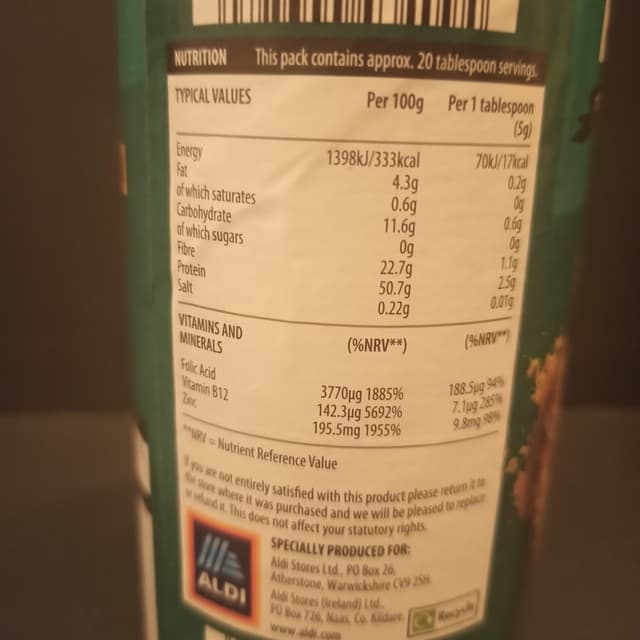 NUTRITION This pack contains approx. 20 tablespoon servings.
TYPICAL VALUES Per 100g Per 1 tablespoon (5g)
Energy 1398kJ/333kcal 70kJ/17kcal
Fat 4.3g 0.2g
of which saturates 0.6g 0g
Carbohydrate 11.6g 0.6g
of which sugars 0g 0g
Fibre 22.7g 1.1g
Protein 50.7g 2.5g
Salt 0.22g 0.01g
VITAMINS AND MINERALS (%NRV**) (%NRV**)
Folic Acid 3770µg 1885% 188.5µg 94%
Vitamin B12 142.3µg 5692% 7.1µg 285%
Zinc 195.5mg 1955% 9.8mg 98%
**NRV = Nutrient Reference Value
If you are not entirely satisfied with this product please return it to
the store where it was purchased and we will be pleased to replace
or refund it. This does not affect your statutory rights.
ALDI
SPECIALLY PRODUCED FOR:
Aldi Stores Ltd., PO Box 26,
Atherstone, Warwickshire CV9 2SH.
Aldi Stores (Ireland) Ltd.,
PO Box 726, Naas, Co. Kildare.
www.aldi.com
Recycle